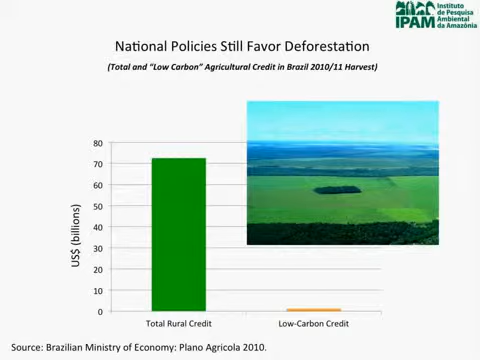 Instituto
de Pesquisa
Ambiental
da Amazônia
IPAM
National Policies Still Favor Deforestation
(Total and “Low Carbon” Agricultural Credit in Brazil 2010/11 Harvest)
US$ (billions)
80
70
60
50
40
30
20
10
0
Total Rural Credit
Low-Carbon Credit
Source: Brazilian Ministry of Economy: Plano Agricola 2010.